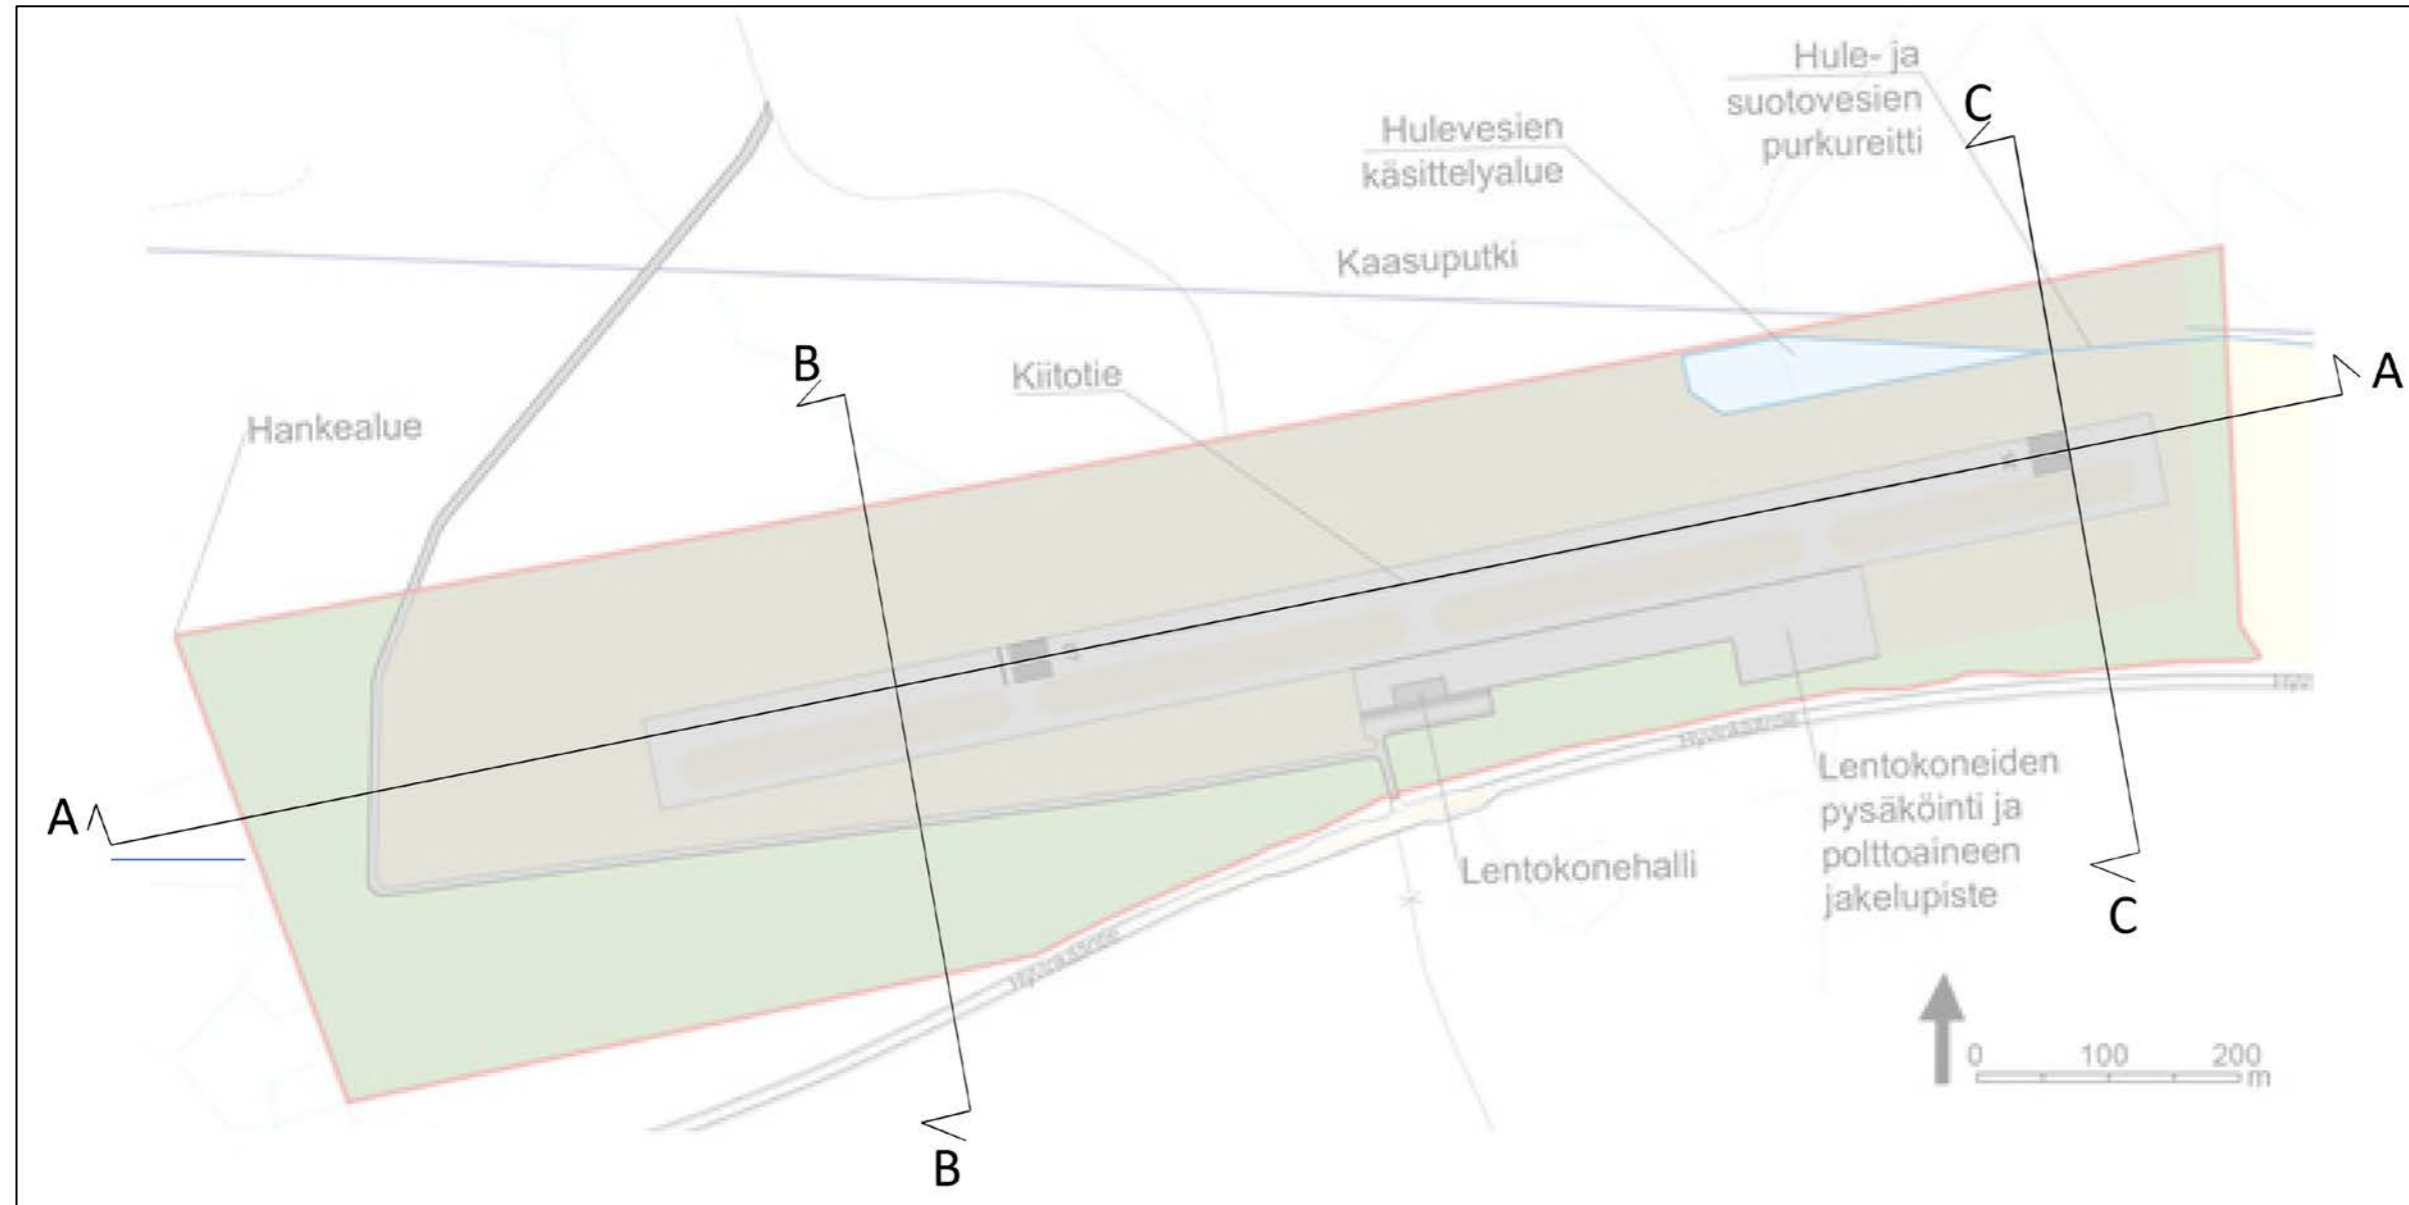 Hule- ja
suotovesien
purkureitti
C
Hulevesien
käsittelyalue
Kaasuputki
B
Kiitotie
A
Hankealue
A
Lentokoneiden
pysäköinti ja
polttoaineen
jakelupiste
Lentokonehalli
C
B
0 100 200
m